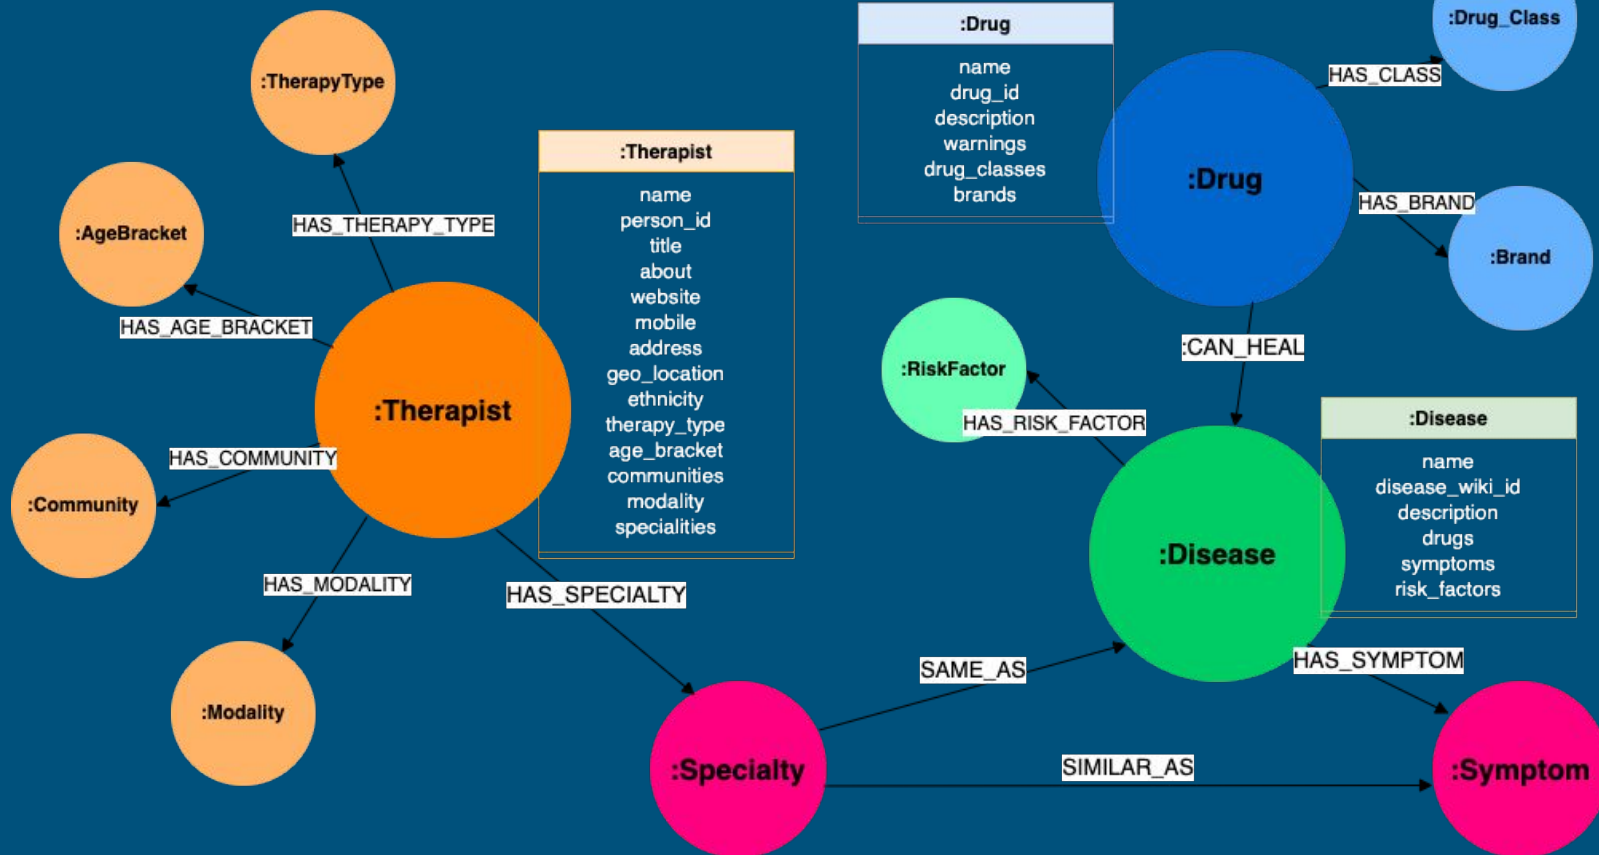 :TherapyType
:AgeBracket
HAS_THERAPY_TYPE
HAS_AGE_BRACKET
:Therapist
HAS_COMMUNITY
:Community
HAS_MODALITY
:Modality
HAS_SPECIALTY
:Therapist
name
person_id
title
about
website
mobile
address
geo_location
ethnicity
therapy_type
age_bracket
communities
modality
specialities
:Drug
name
drug_id
description
warnings
drug_classes
brands
:Drug
:Drug_Class
HAS_CLASS
HAS_BRAND
:Brand
:CAN_HEAL
:RiskFactor
HAS_RISK_FACTOR
:Disease
:Disease
name
disease_wiki_id
description
drugs
symptoms
risk_factors
SAME_AS
HAS_SYMPTOM
:Specialty
SIMILAR_AS
:Symptom